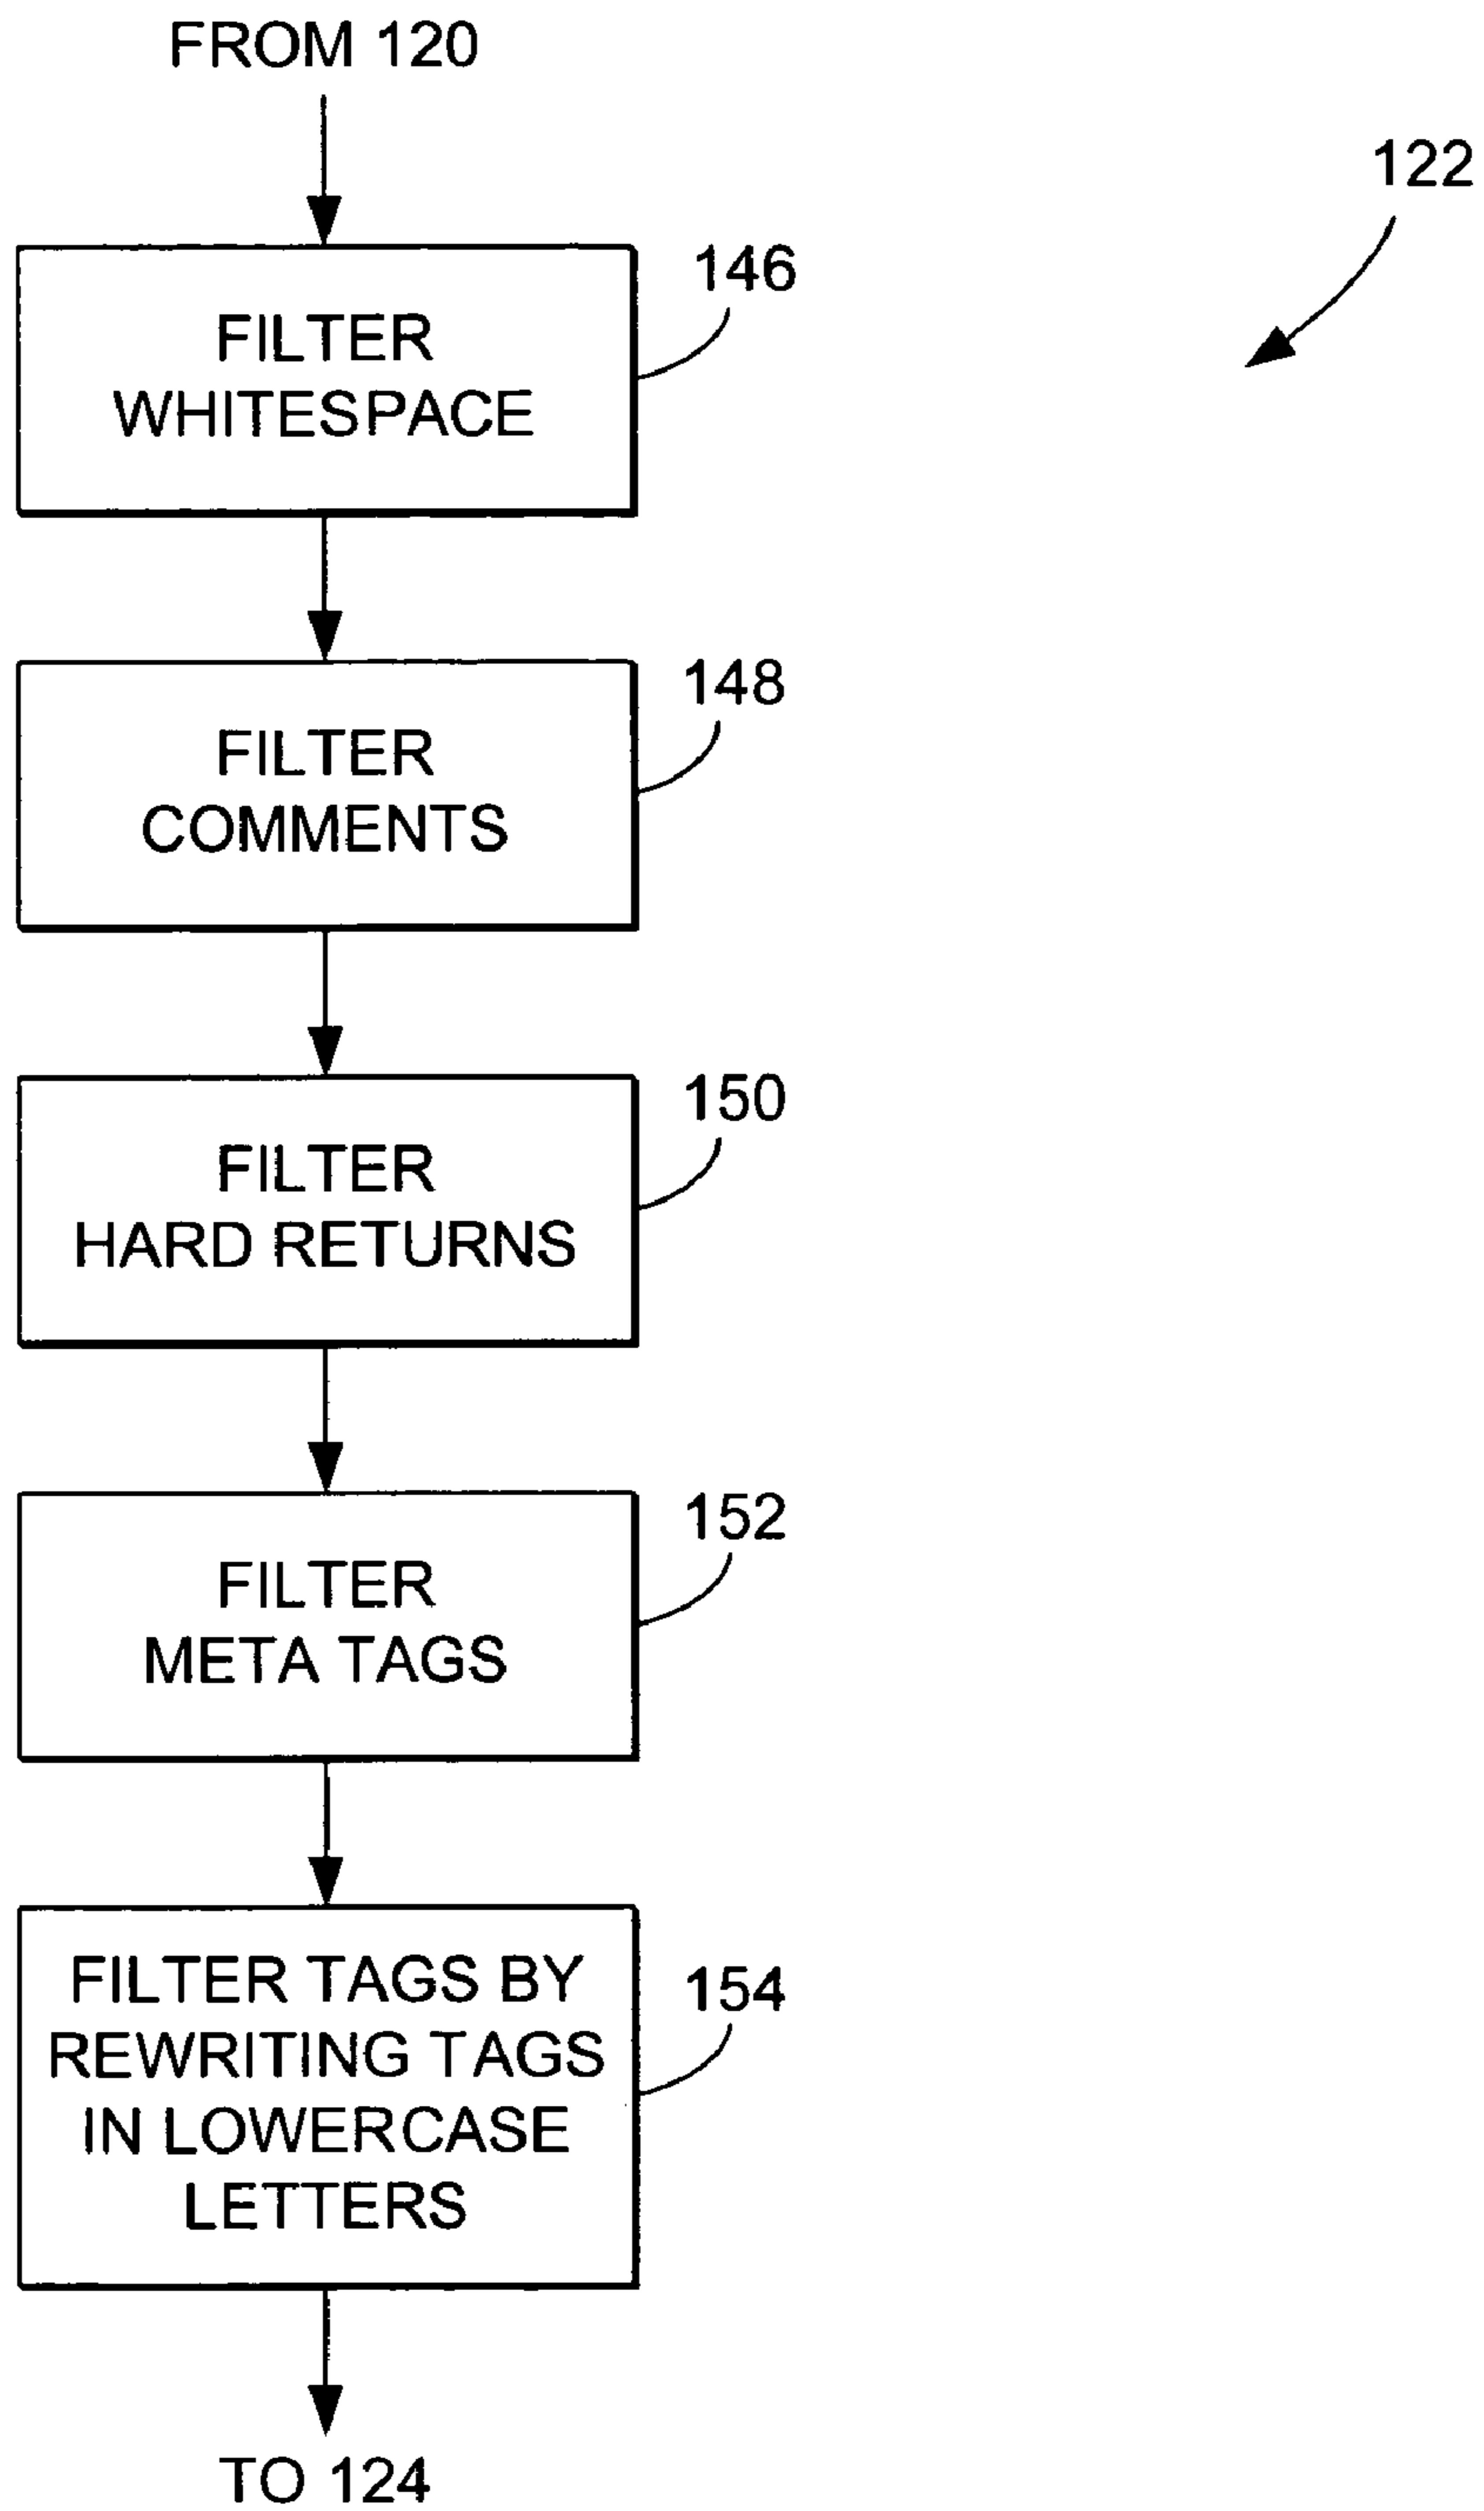 FROM 120
122
146
FILTER
WHITESPACE
148
FILTER
COMMENTS
150
FILTER
HARD RETURNS
152
FILTER
META TAGS
154
FILTER TAGS BY
REWRITING TAGS
IN LOWERCASE
LETTERS
TO 124